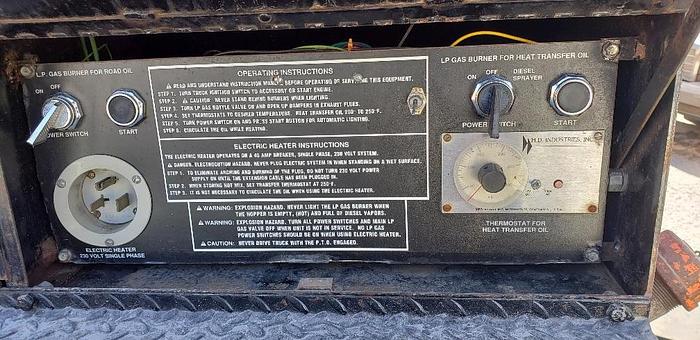 L.P. GAS BURNER FOR ROAD OIL
ON
OFF
POWER SWITCH
START
ELECTRIC HEATER
230 VOLT SINGLE PHASE
OPERATING INSTRUCTIONS
READ AND UNDERSTAND INSTRUCTION MANUAL BEFORE OPERATING OR SERVICING THIS EQUIPMENT.
STEP 1. TURN TRUCK IGNITION SWITCH TO ACCESSORY OR START ENGINE.
STEP 2. CAUTION: NEVER STAND BEHIND BURNERS WHEN LIGHTING.
STEP 3. TURN LP GAS BOTTLE VALVE ON AND OPEN UP DAMPERS IN EXHAUST FLUES.
STEP 4. SET THERMOSTATS TO DESIRED TEMPERATURE. HEAT TRANSFER OIL 350° TO 250°F.
STEP 5. TURN POWER SWITCH ON AND PRESS START BUTTON FOR AUTOMATIC LIGHTING.
STEP 6. CIRCULATE THE OIL WHILE HEATING.
ELECTRIC HEATER INSTRUCTIONS
THE ELECTRIC HEATER OPERATES ON A 40 AMP BREAKER, SINGLE PHASE, 230 VOLT SYSTEM.
DANGER. ELECTROCUTION HAZARD. NEVER PLUG ELECTRIC SYSTEM IN WHEN STANDING ON A WET SURFACE.
STEP 1. TO ELIMINATE ARCHING AND BURNING OF THE PLUG, DO NOT TURN 230 VOLT POWER
SUPPLY ON UNTIL THE EXTENSION CABLE HAS BEEN PLUGGED IN.
STEP 2. WHEN STORING HOT MIX, SET TRANSFER THERMOSTAT AT 250°F.
STEP 3. IT IS NOT NECESSARY TO CIRCULATE THE OIL WHEN USING THE ELECTRIC HEATER.
WARNING: EXPLOSION HAZARD. NEVER LIGHT THE LP GAS BURNER WHEN
THE HOPPER IS EMPTY, (HOT) AND FULL OF DIESEL VAPORS.
WARNING: EXPLOSION HAZARD. TURN ALL POWER SWITCHES AND MAIN LP
GAS VALVE OFF WHEN UNIT IS NOT IN SERVICE. NO LP GAS
POWER SWITCHES SHOULD BE ON WHEN USING ELECTRIC HEATER.
CAUTION: NEVER DRIVE TRUCK WITH THE P.T.O. ENGAGED.
LP GAS BURNER FOR HEAT TRANSFER OIL
ON
OFF
DIESEL
SPRAYER
POWER SWITCH
START
H.D. INDUSTRIES, INC.
THERMOSTAT FOR
HEAT TRANSFER OIL